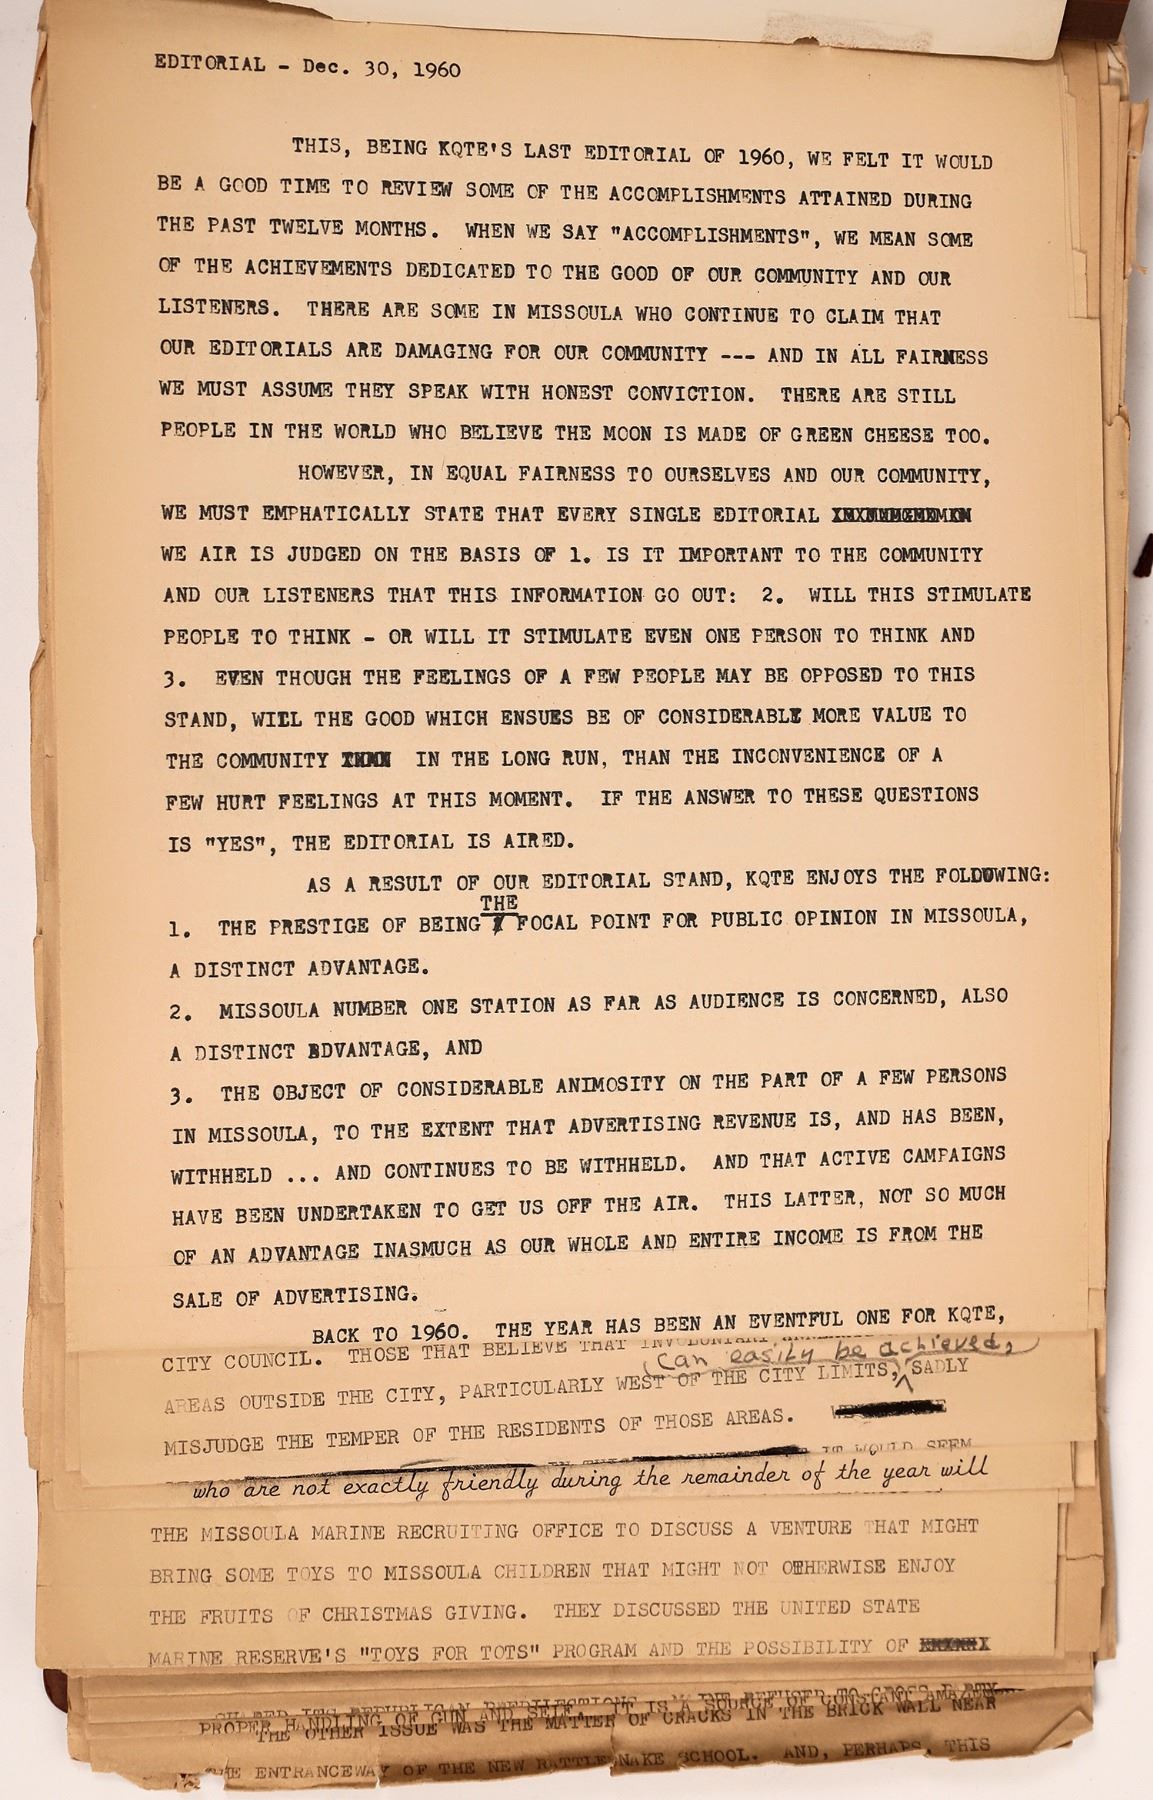 EDITORIAL - Dec. 30, 1960
THIS, BEING KQTE'S LAST EDITORIAL OF 1960, WE FELT IT WOULD
BE A GOOD TIME TO REVIEW SOME OF THE ACCOMPLISHMENTS ATTAINED DURING
THE PAST TWELVE MONTHS. WHEN WE SAY "ACCOMPLISHMENTS", WE MEAN SOME
OF THE ACHIEVEMENTS DEDICATED TO THE GOOD OF OUR COMMUNITY AND OUR
LISTENERS. THERE ARE SOME IN MISSOULA WHO CONTINUE TO CLAIM THAT
OUR EDITORIALS ARE DAMAGING FOR OUR COMMUNITY --- AND IN ALL FAIRNESS
WE MUST ASSUME THEY SPEAK WITH HONEST CONVICTION. THERE ARE STILL
PEOPLE IN THE WORLD WHO BELIEVE THE MOON IS MADE OF GREEN CHEESE TOO.
HOWEVER, IN EQUAL FAIRNESS TO OURSELVES AND OUR COMMUNITY,
WE MUST EMPHATICALLY STATE THAT EVERY SINGLE EDITORIAL
WE AIR IS JUDGED ON THE BASIS OF 1. IS IT IMPORTANT TO THE COMMUNITY
AND OUR LISTENERS THAT THIS INFORMATION GO OUT: 2. WILL THIS STIMULATE
PEOPLE TO THINK - OR WILL IT STIMULATE EVEN ONE PERSON TO THINK AND
3. EVEN THOUGH THE FEELINGS OF A FEW PEOPLE MAY BE OPPOSED TO THIS
STAND, WILL THE GOOD WHICH ENSUES BE OF CONSIDERABLE MORE VALUE TO
THE COMMUNITY IN THE LONG RUN, THAN THE INCONVENIENCE OF A
FEW HURT FEELINGS AT THIS MOMENT. IF THE ANSWER TO THESE QUESTIONS
IS "YES", THE EDITORIAL IS AIRED.
AS A RESULT OF OUR EDITORIAL STAND, KQTE ENJOYS THE FOLLOWING:
THE
1. THE PRESTIGE OF BEING FOCAL POINT FOR PUBLIC OPINION IN MISSOULA,
A DISTINCT ADVANTAGE.
2. MISSOULA NUMBER ONE STATION AS FAR AS AUDIENCE IS CONCERNED, ALSO
A DISTINCT ADVANTAGE, AND
3. THE OBJECT OF CONSIDERABLE ANIMOSITY ON THE PART OF A FEW PERSONS
IN MISSOULA, TO THE EXTENT THAT ADVERTISING REVENUE IS, AND HAS BEEN,
WITHHELD ... AND CONTINUES TO BE WITHHELD. AND THAT ACTIVE CAMPAIGNS
HAVE BEEN UNDERTAKEN TO GET US OFF THE AIR. THIS LATTER, NOT SO MUCH
OF AN ADVANTAGE INASMUCH AS OUR WHOLE AND ENTIRE INCOME IS FROM THE
SALE OF ADVERTISING.
BACK TO 1960. THE YEAR HAS BEEN AN EVENTFUL ONE FOR KQTE,
CITY COUNCIL. THOSE THAT BELIEVE THAT INVOLUNTARY
can easily be achieved,
AREAS OUTSIDE THE CITY, PARTICULARLY WEST OF THE CITY LIMITS, SADLY
MISJUDGE THE TEMPER OF THE RESIDENTS OF THOSE AREAS.
IT WOULD SEEM
who are not exactly friendly during the remainder of the year will
THE MISSOULA MARINE RECRUITING OFFICE TO DISCUSS A VENTURE THAT MIGHT
BRING SOME TOYS TO MISSOULA CHILDREN THAT MIGHT NOT OTHERWISE ENJOY
THE FRUITS OF CHRISTMAS GIVING. THEY DISCUSSED THE UNITED STATE
MARINE RESERVE'S "TOYS FOR TOTS" PROGRAM AND THE POSSIBILITY OF
PROPER HANDLING OF GUN AND SELF. IT IS A SOURCE OF CONSTANT
THE OTHER ISSUE WAS THE MATTER OF CRACKS IN THE BRICK WALL NEAR
THE ENTRANCEWAY OF THE NEW RATTLESNAKE SCHOOL. AND, PERHAPS, THIS